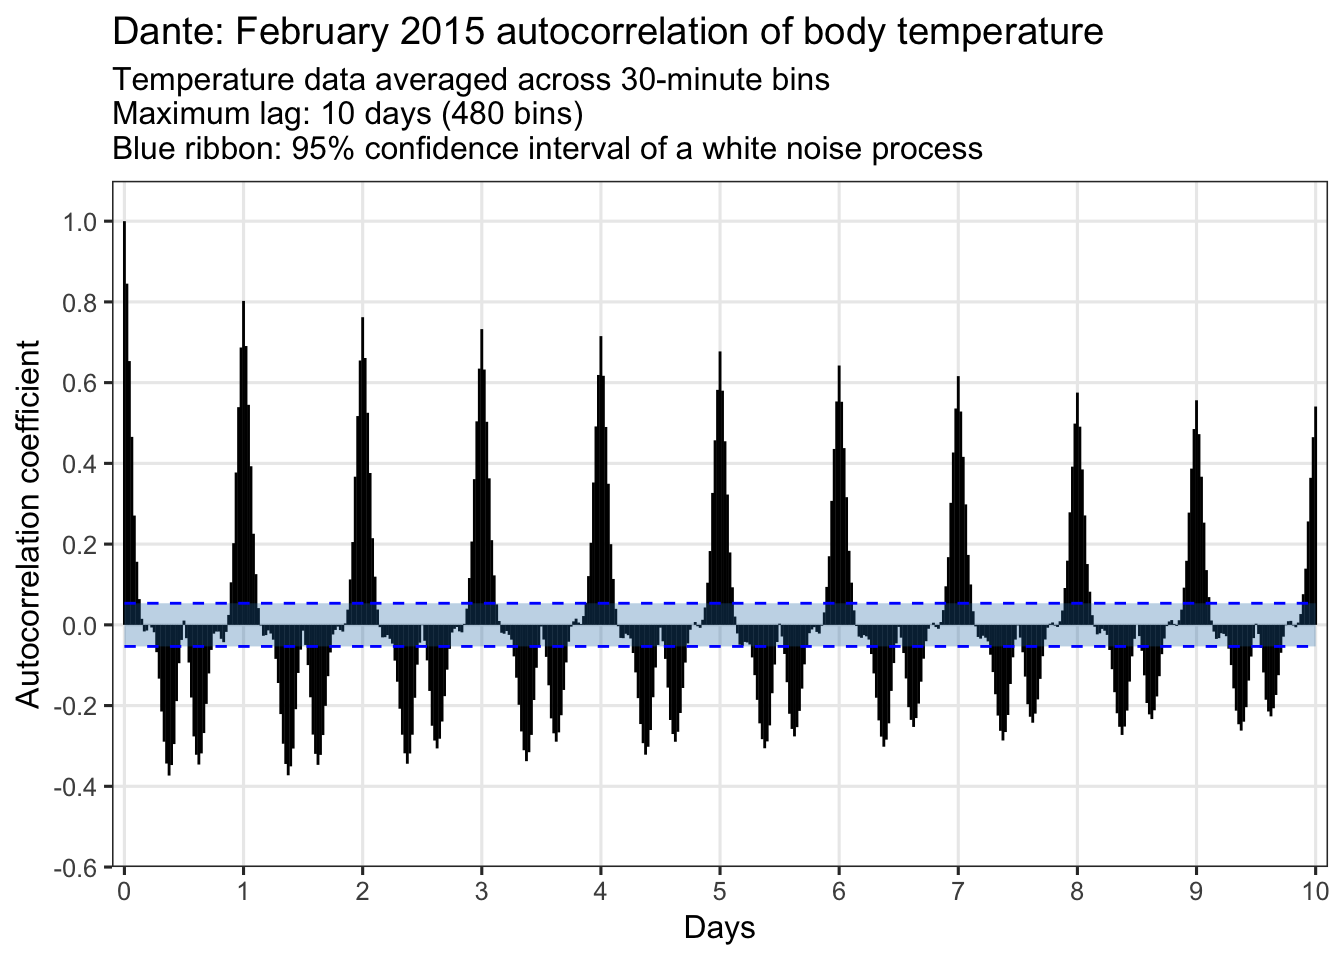 Dante: February 2015 autocorrelation of body temperature
Temperature data averaged across 30-minute bins
Maximum lag: 10 days (480 bins)
Blue ribbon: 95% confidence interval of a white noise process
Autocorrelation coefficient
1.0
0.8
0.6
0.4
0.2
0.0
-0.2
-0.4
-0.6
0 1 2 3 4 5 6 7 8 9 10
Days